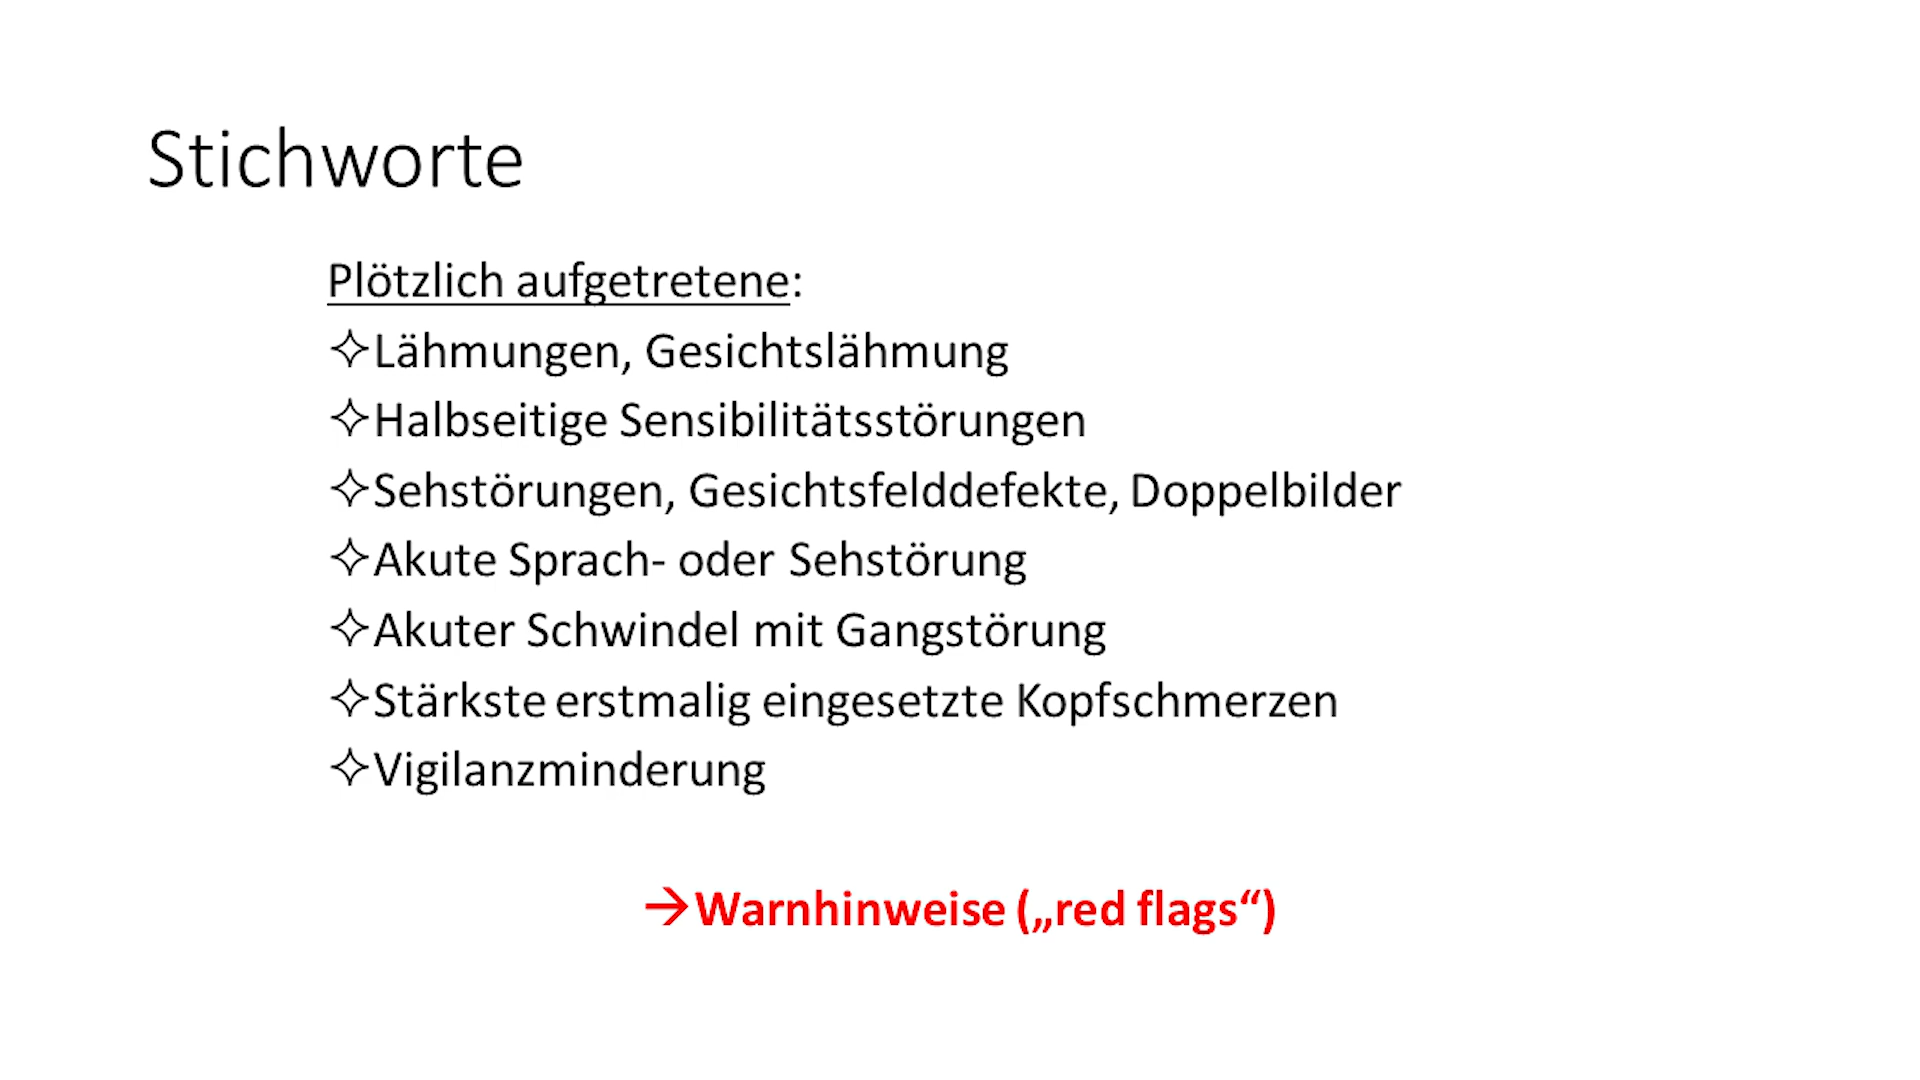 Stichworte
Plötzlich aufgetretene:
✧Lähmungen, Gesichtslähmung
✧Halbseitige Sensibilitätsstörungen
✧Sehstörungen, Gesichtsfelddefekte, Doppelbilder
✧Akute Sprach- oder Sehstörung
✧Akuter Schwindel mit Gangstörung
✧Stärkste erstmalig eingesetzte Kopfschmerzen
✧Vigilanzminderung
→Warnhinweise („red flags“)